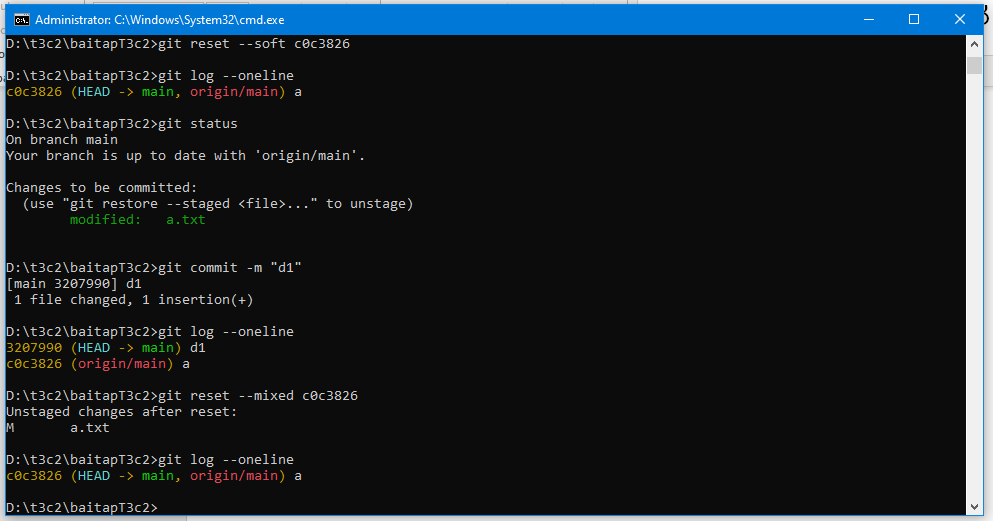 Administrator: C:\Windows\System32\cmd.exe
D:\t3c2\baitapT3c2>git reset --soft c0c3826
D:\t3c2\baitapT3c2>git log --oneline
c0c3826 (HEAD -> main, origin/main) a
D:\t3c2\baitapT3c2>git status
On branch main
Your branch is up to date with 'origin/main'.
Changes to be committed:
(use "git restore --staged <file>..." to unstage)
modified: a.txt
D:\t3c2\baitapT3c2>git commit -m "d1"
[main 3207990] d1
1 file changed, 1 insertion(+)
D:\t3c2\baitapT3c2>git log --oneline
3207990 (HEAD -> main) d1
c0c3826 (origin/main) a
D:\t3c2\baitapT3c2>git reset --mixed c0c3826
Unstaged changes after reset:
M a.txt
D:\t3c2\baitapT3c2>git log --oneline
c0c3826 (HEAD -> main, origin/main) a
D:\t3c2\baitapT3c2>